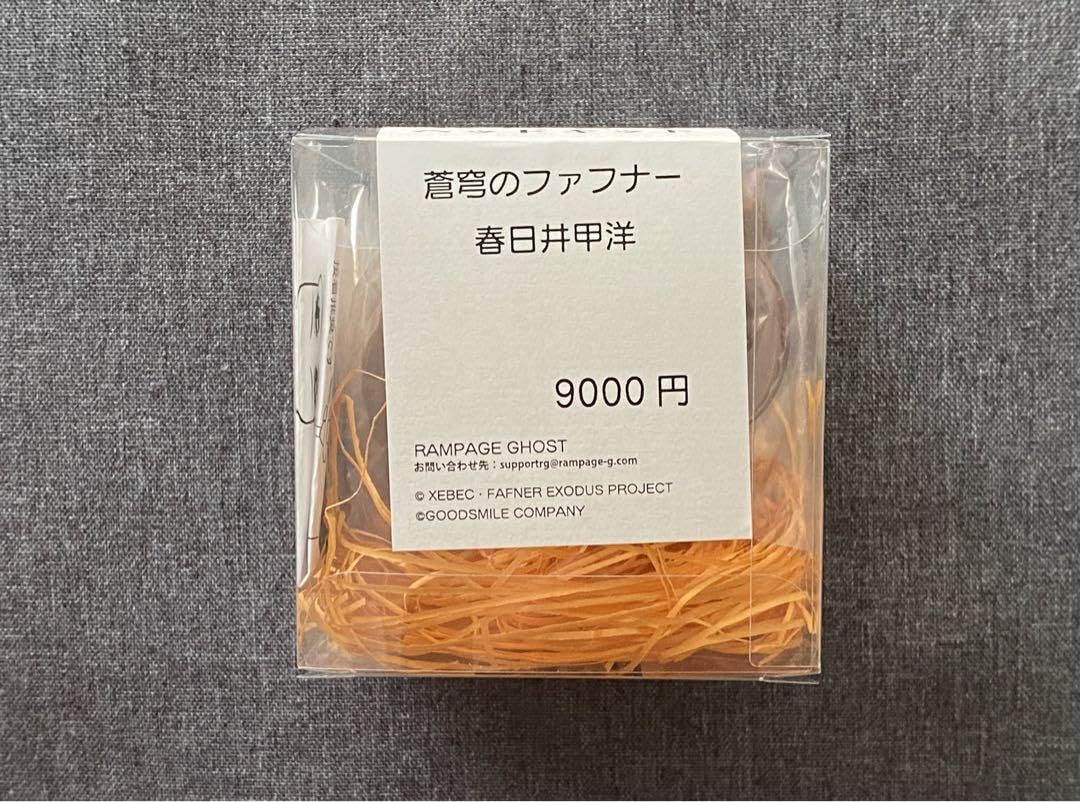 蒼穹のファフナー
春日井甲洋
9000 円
RAMPAGE GHOST
お問い合わせ先：supportrg@rampage-g.com
© XEBEC・FAFNER EXODUS PROJECT
©GOODSMILE COMPANY